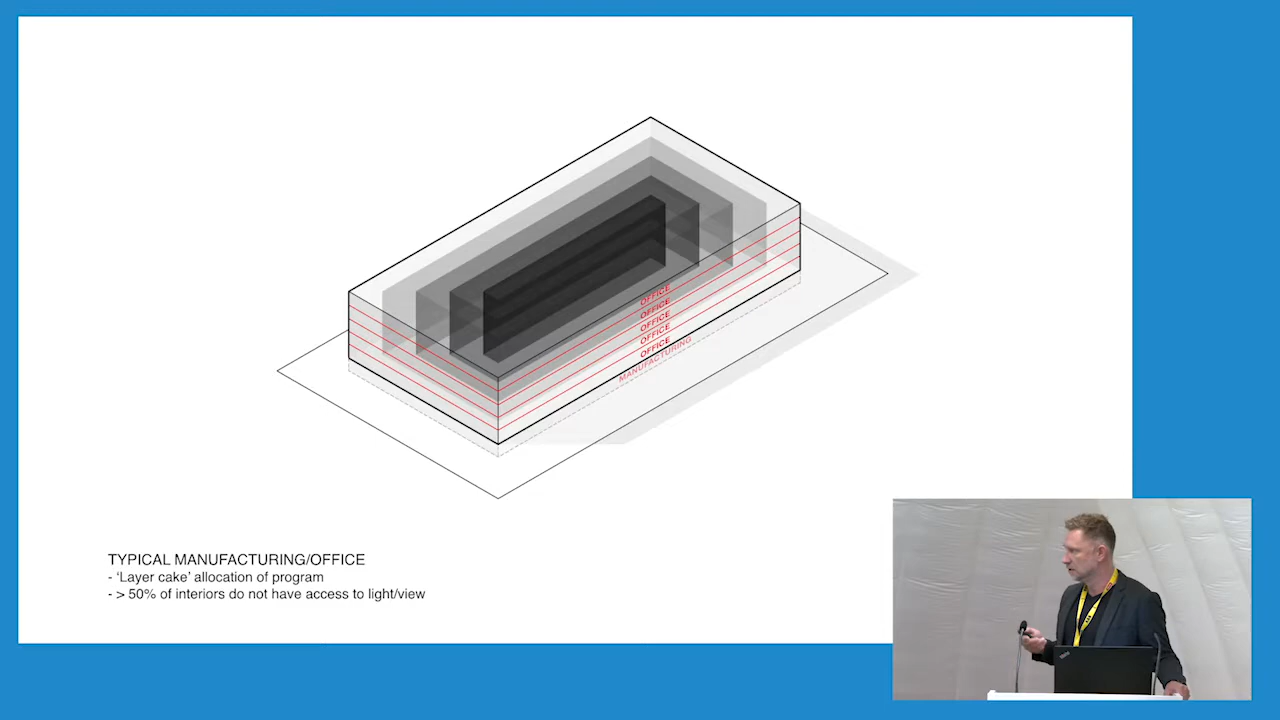 OFFICE
OFFICE
OFFICE
OFFICE
OFFICE
MANUFACTURING
TYPICAL MANUFACTURING/OFFICE
- ‘Layer cake’ allocation of program
- > 50% of interiors do not have access to light/view